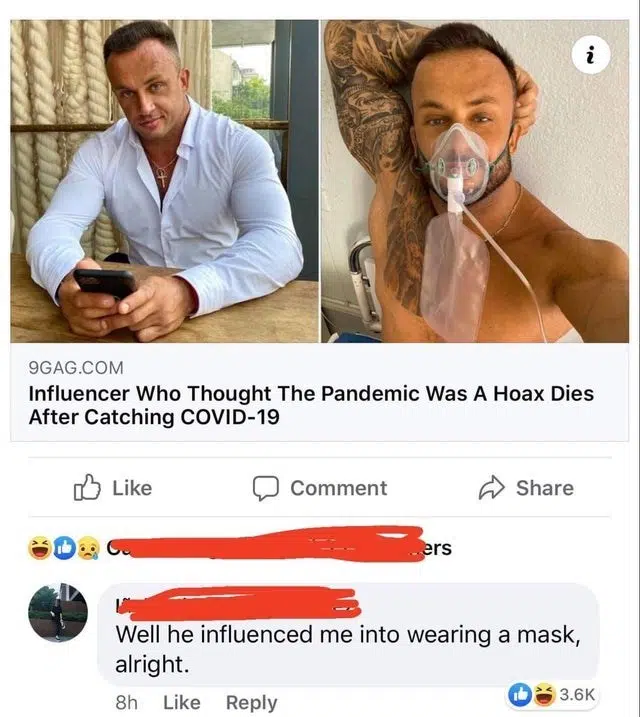 i
9GAG.COM
Influencer Who Thought The Pandemic Was A Hoax Dies
After Catching COVID-19
Like Comment Share
ers
Well he influenced me into wearing a mask,
alright.
8h Like Reply 3.6K